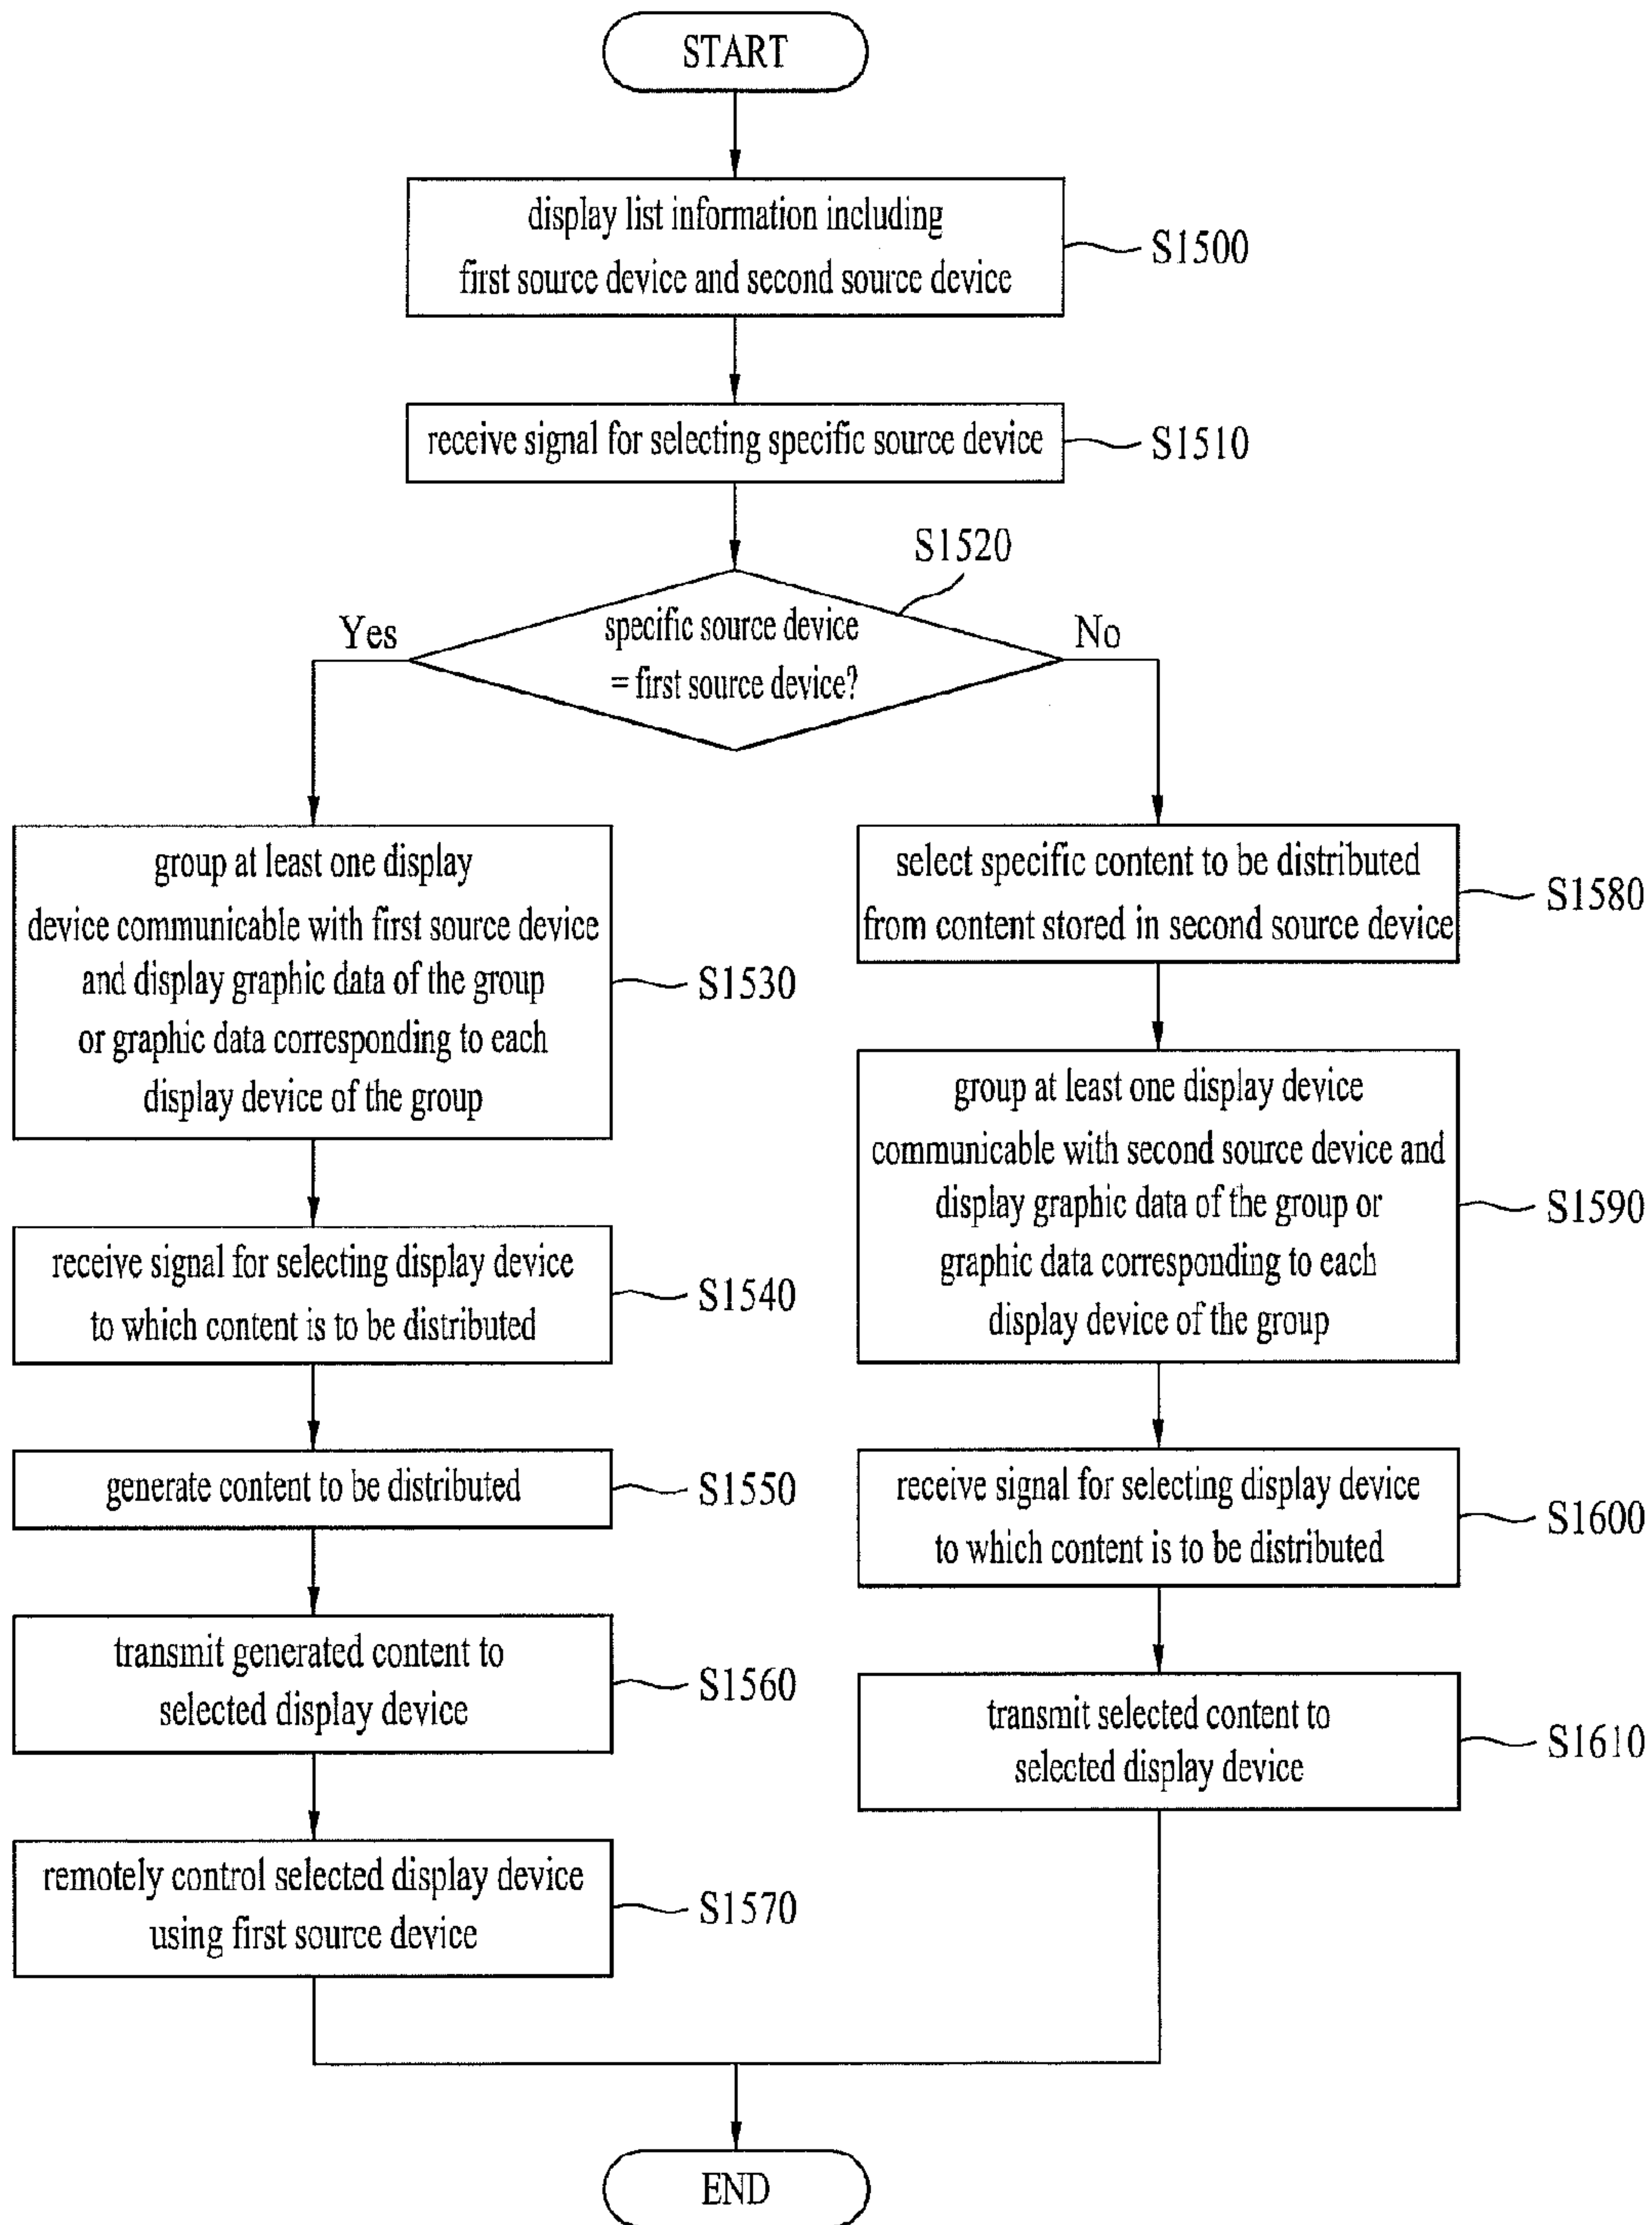 START
display list information including
first source device and second source device
S1500
receive signal for selecting specific source device
S1510
S1520
specific source device
= first source device?
Yes
No
group at least one display
device communicable with first source device
and display graphic data of the group
or graphic data corresponding to each
display device of the group
S1530
receive signal for selecting display device
to which content is to be distributed
S1540
generate content to be distributed
S1550
transmit generated content to
selected display device
S1560
remotely control selected display device
using first source device
S1570
select specific content to be distributed
from content stored in second source device
S1580
group at least one display device
communicable with second source device and
display graphic data of the group or
graphic data corresponding to each
display device of the group
S1590
receive signal for selecting display device
to which content is to be distributed
S1600
transmit selected content to
selected display device
S1610
END